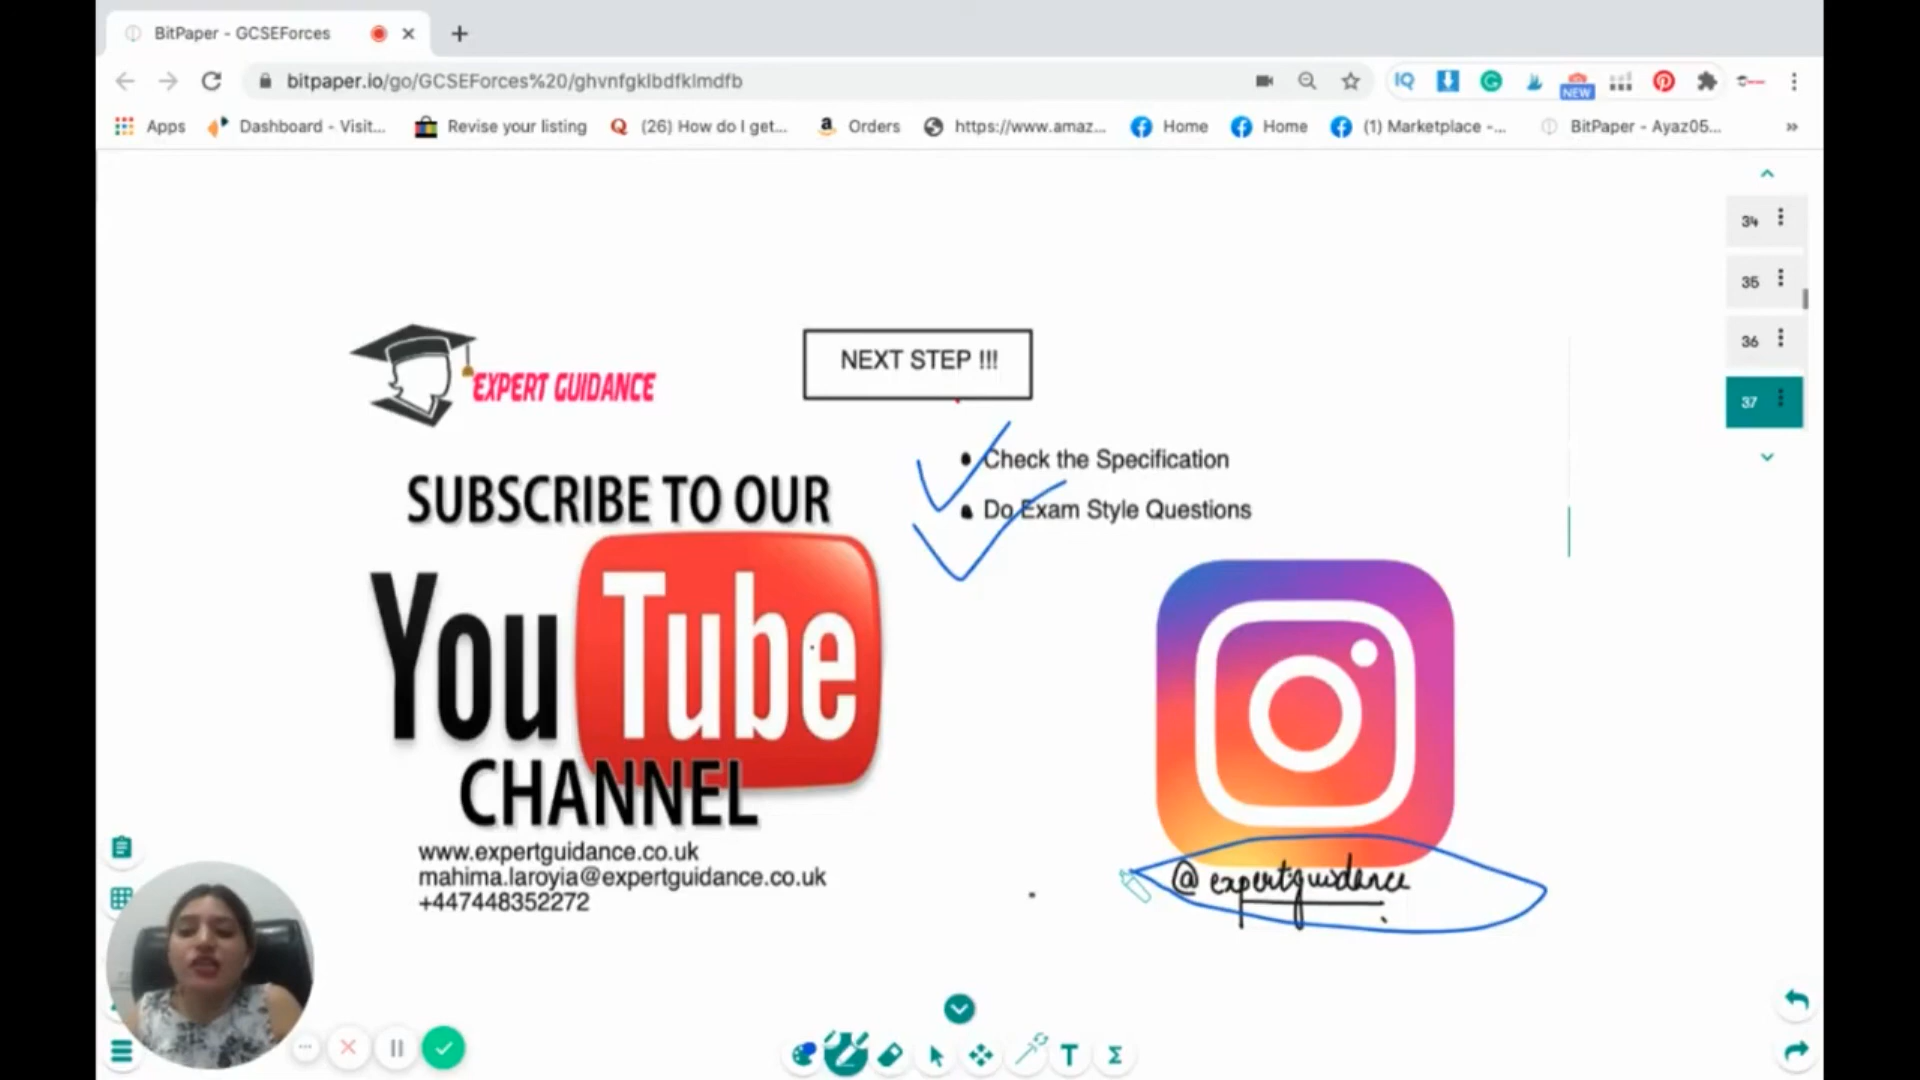 BitPaper - GCSEForces
bitpaper.io/go/GCSEForces%20/ghvnfgklbdfklmdfb
IQ
NEW
Apps
Dashboard - Visit...
Revise your listing
(26) How do I get...
Orders
https://www.amaz...
Home
Home
(1) Marketplace -...
BitPaper - Ayaz05...
»
34
35
36
37
EXPERT GUIDANCE
NEXT STEP !!!
• Check the Specification
• Do Exam Style Questions
SUBSCRIBE TO OUR
YouTube
CHANNEL
www.expertguidance.co.uk
mahima.laroyia@expertguidance.co.uk
+447448352272
@expertguidance
T
Σ